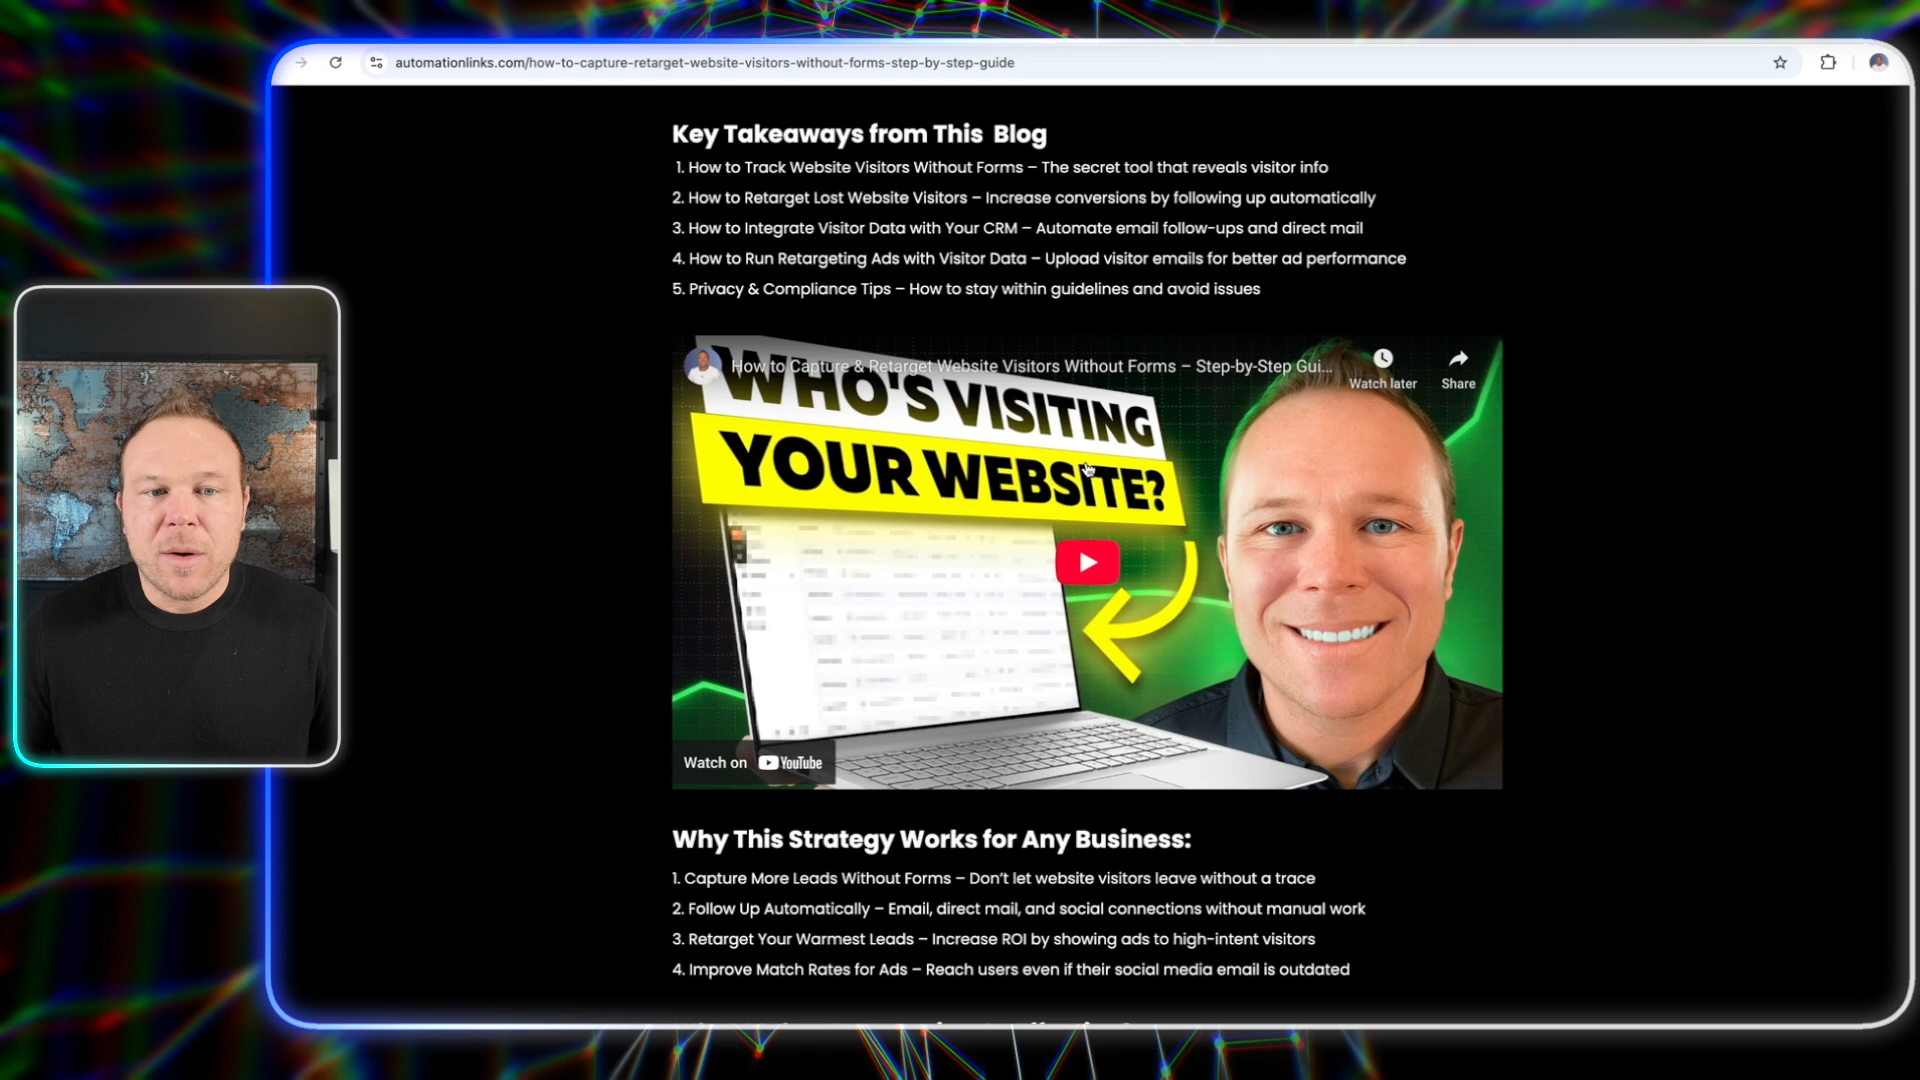 automationlinks.com/how-to-capture-retarget-website-visitors-without-forms-step-by-step-guide
Key Takeaways from This Blog
1. How to Track Website Visitors Without Forms – The secret tool that reveals visitor info
2. How to Retarget Lost Website Visitors – Increase conversions by following up automatically
3. How to Integrate Visitor Data with Your CRM – Automate email follow-ups and direct mail
4. How to Run Retargeting Ads with Visitor Data – Upload visitor emails for better ad performance
5. Privacy & Compliance Tips – How to stay within guidelines and avoid issues
How to Capture & Retarget Website Visitors Without Forms – Step-by-Step Gui...
Watch later
Share
WHO'S VISITING
YOUR WEBSITE?
Watch on YouTube
Why This Strategy Works for Any Business:
1. Capture More Leads Without Forms – Don't let website visitors leave without a trace
2. Follow Up Automatically – Email, direct mail, and social connections without manual work
3. Retarget Your Warmest Leads – Increase ROI by showing ads to high-intent visitors
4. Improve Match Rates for Ads – Reach users even if their social media email is outdated